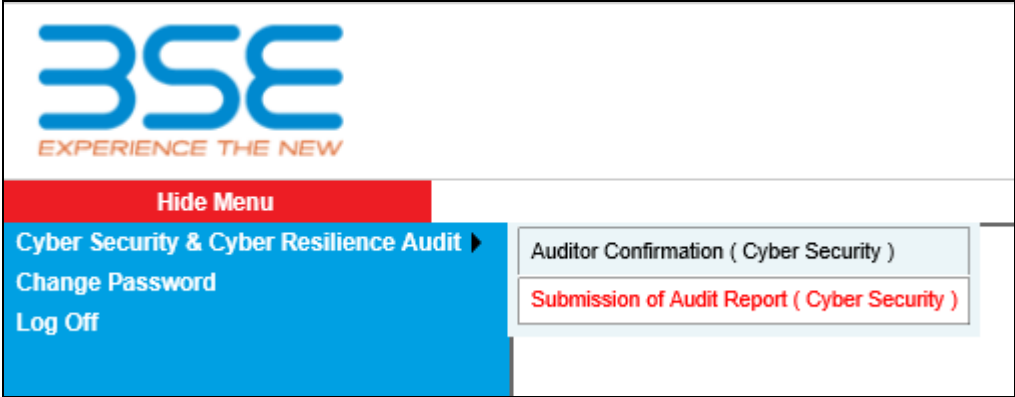 BSE
EXPERIENCE THE NEW
Hide Menu
Cyber Security & Cyber Resilience Audit
Auditor Confirmation ( Cyber Security )
Submission of Audit Report ( Cyber Security )
Change Password
Log Off